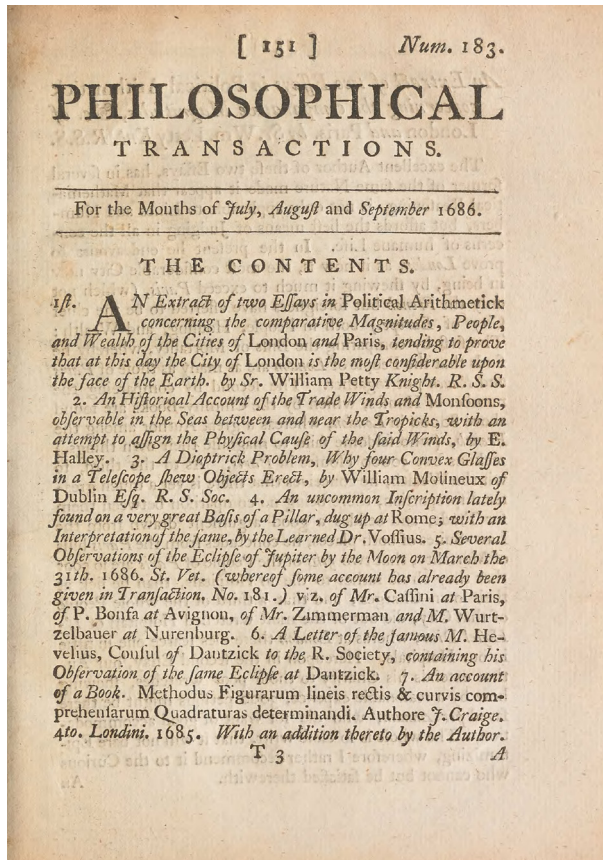 [ 151 ] Num. 183.
PHILOSOPHICAL
TRANSACTIONS.
For the Months of July, Auguſt and September 1686.
THE CONTENTS.
1ſt. AN Extract of two Eſſays in Political Arithmetick
concerning the comparative Magnitudes, People,
and Wealth of the Cities of London and Paris, tending to prove
that at this day the City of London is the moſt conſiderable upon
the face of the Earth. by Sr. William Petty Knight. R. S. S.
2. An Hiſtorical Account of the Trade Winds and Monſoons,
obſervable in the Seas between and near the Tropicks, with an
attempt to aſſign the Phyſical Cauſe of the ſaid Winds, by E.
Halley. 3. A Dioptrick Problem, Why four Convex Glaſſes
in a Teleſcope ſhew Objects Erect, by William Molineux of
Dublin Eſq. R. S. Soc. 4. An uncommon Inſcription lately
found on a very great Baſis of a Pillar, dug up at Rome; with an
Interpretation of the ſame, by the Learned Dr. Voſſius. 5. Several
Obſervations of the Eclipſe of Jupiter by the Moon on March the
31th. 1686. St. Vet. (whereof ſome account has already been
given in Tranſaction. No. 181.) viz. of Mr. Caſſini at Paris,
of P. Bonfa at Avignon, of Mr. Zimmerman and M. Wurt-
zelbauer at Nurenburg. 6. A Letter of the famous M. He-
velius, Conſul of Dantzick to the R. Society, containing his
Obſervation of the ſame Eclipſe at Dantzick. 7. An account
of a Book. Methodus Figurarum lineis rectis & curvis com-
prehenſarum Quadraturas determinandi. Authore J. Craige.
4to. Londini. 1685. With an addition thereto by the Author.
T 3 A